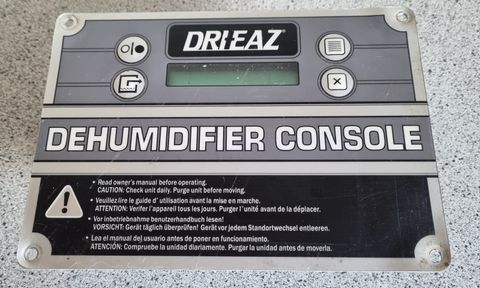 DRI-EAZ
DEHUMIDIFIER CONSOLE
• Read owner's manual before operating.
CAUTION: Check unit daily. Purge unit before moving.
• Veuillez lire le guide d' utilisation avant la mise en marche.
ATTENTION: Verifer l'appareil tous les jours. Purger l'unité avant de la déplacer.
• Vor inbetriebnahme benutzerhandbuch lesen!
VORSICHT: Gerät täglich überprüfen! Gerät vor jedem Standortwechsel entleeren.
• Lea el manual del usuario antes de poner en funcionamiento.
ATENCIÓN: Compruebe la unidad diariamente. Purgar la unidad antes de moverla.